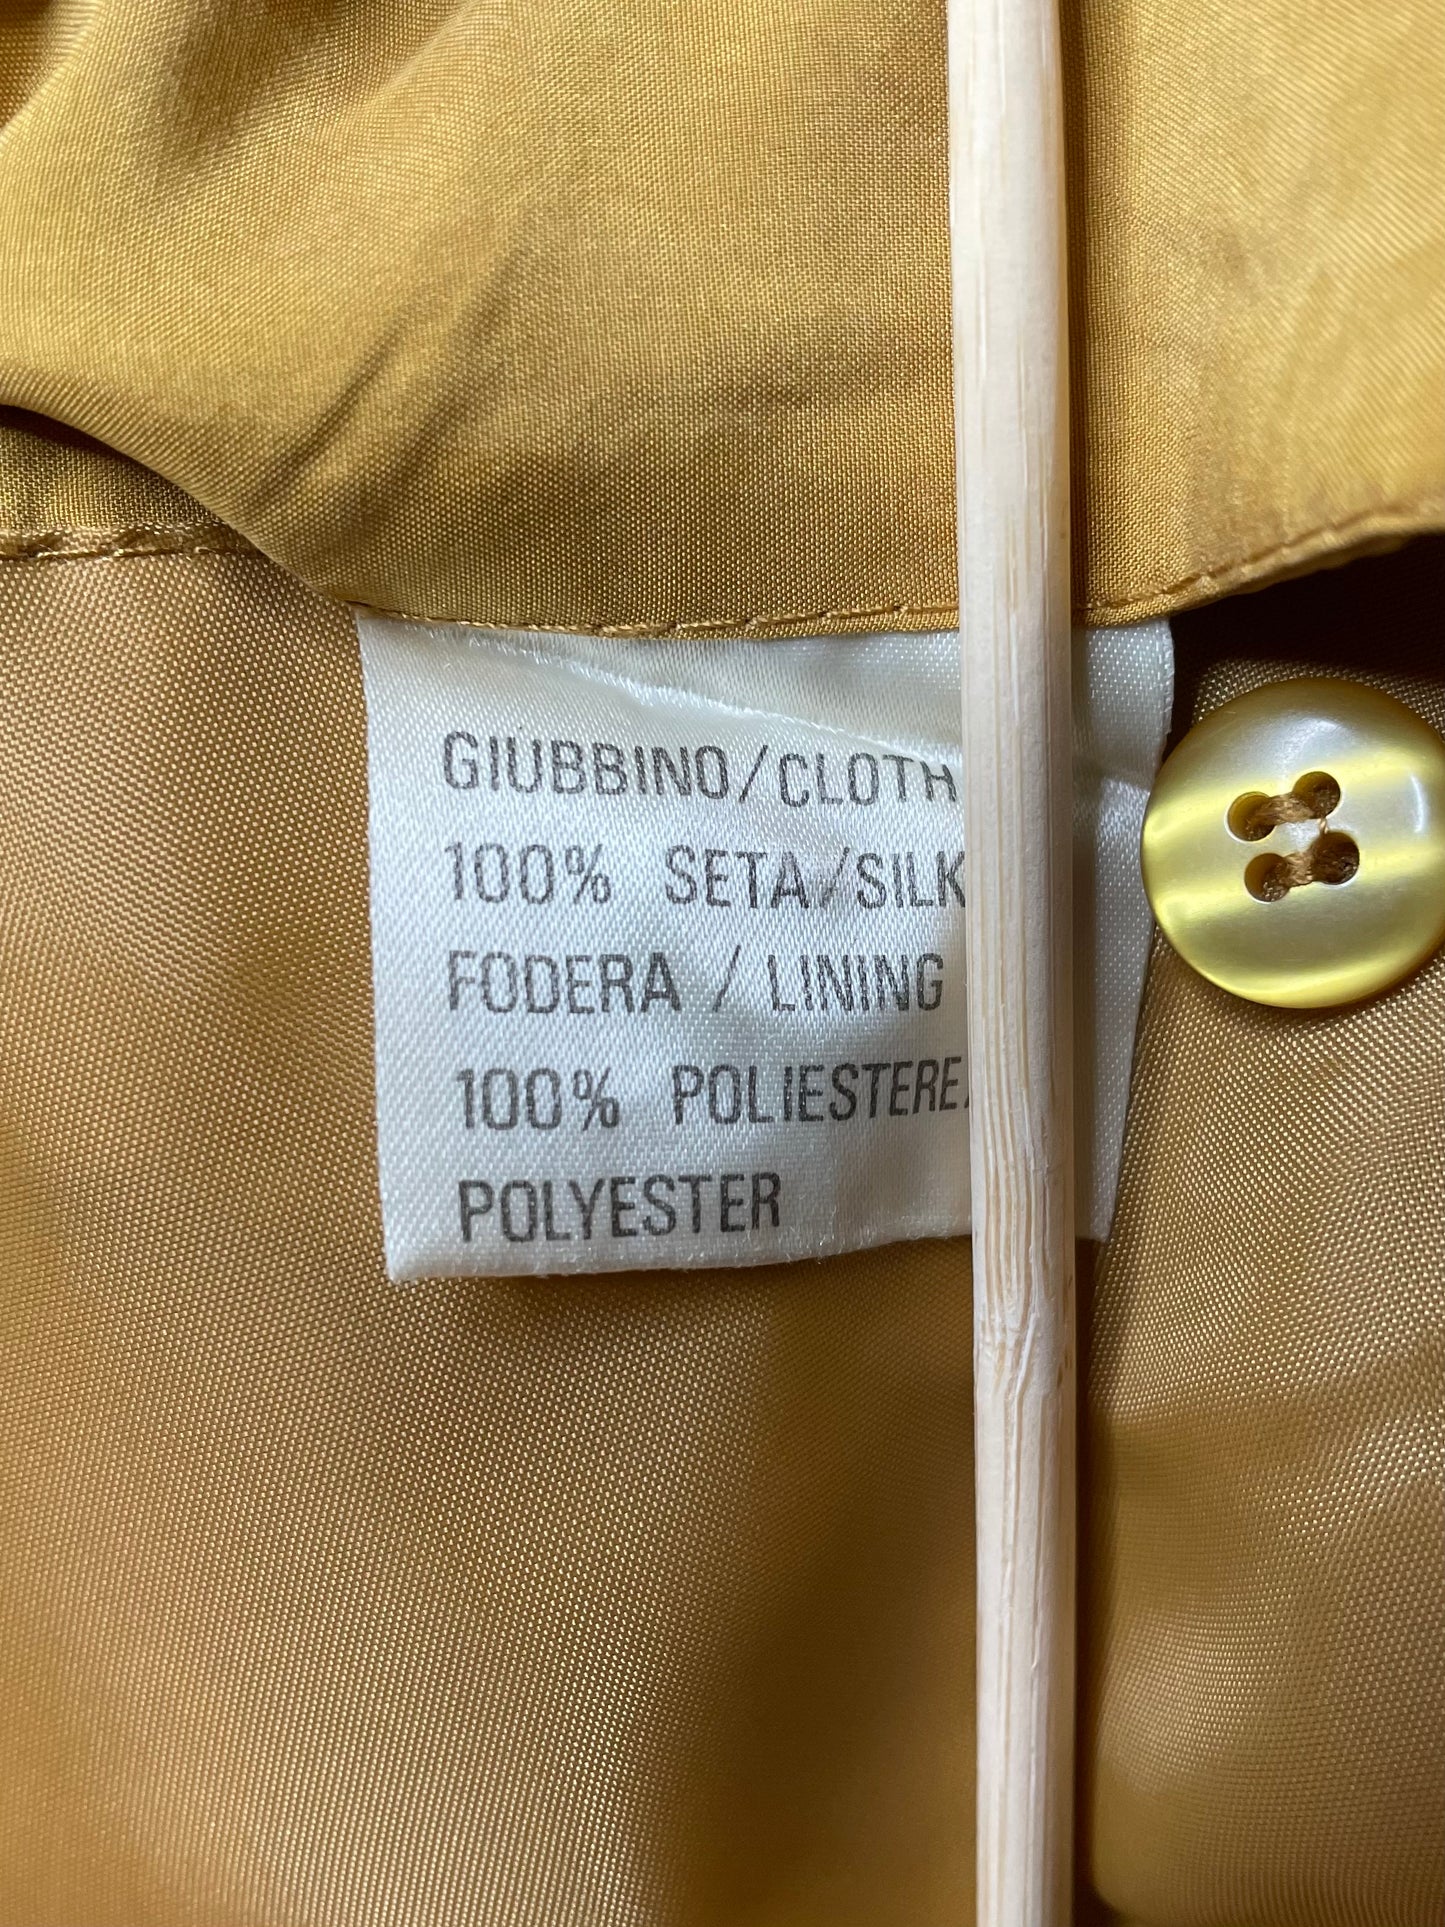 GIUBBINO/CLOTH
100% SETA/SILK
FODERA / LINING
100% POLIESTERE/
POLYESTER